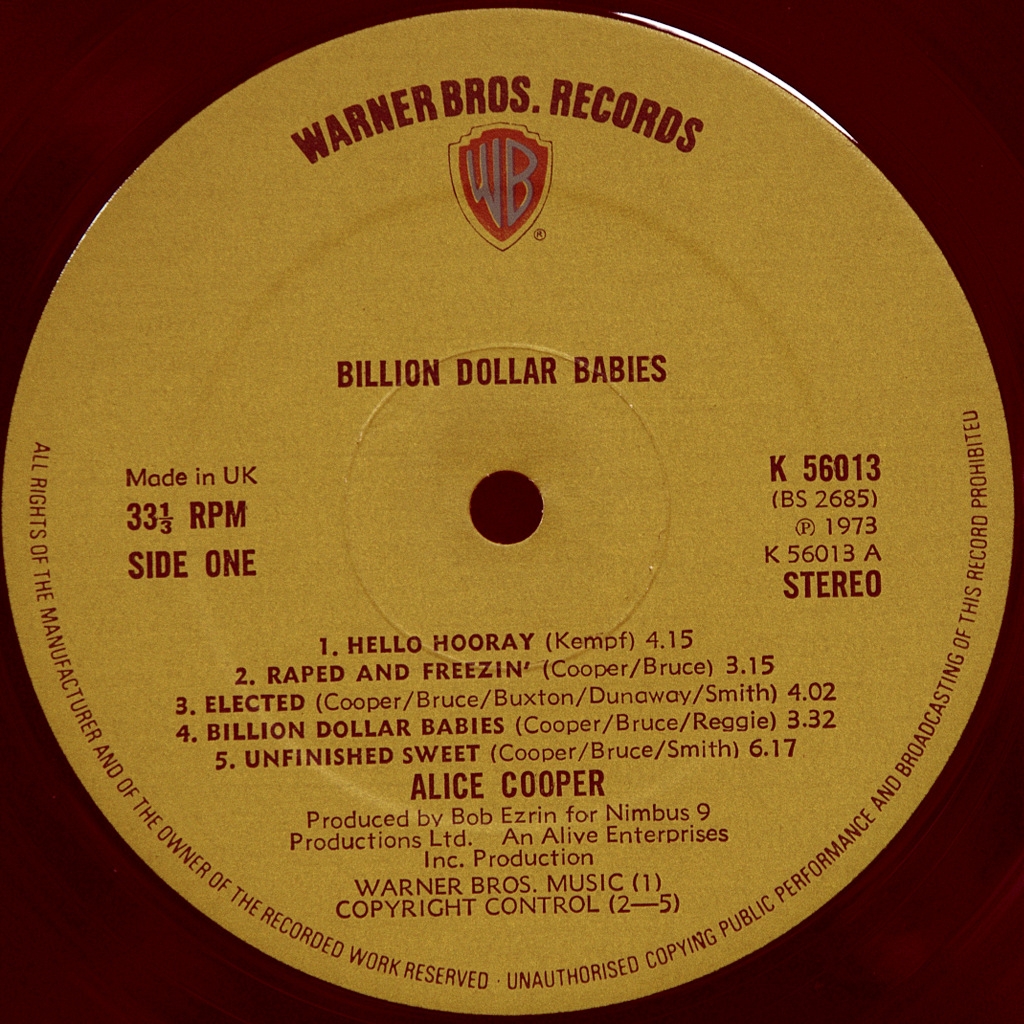 WARNER BROS. RECORDS
WB
®
BILLION DOLLAR BABIES
Made in UK
33⅓ RPM
SIDE ONE
K 56013
(BS 2685)
℗ 1973
K 56013 A
STEREO
1. HELLO HOORAY (Kempf) 4.15
2. RAPED AND FREEZIN' (Cooper/Bruce) 3.15
3. ELECTED (Cooper/Bruce/Buxton/Dunaway/Smith) 4.02
4. BILLION DOLLAR BABIES (Cooper/Bruce/Reggie) 3.32
5. UNFINISHED SWEET (Cooper/Bruce/Smith) 6.17
ALICE COOPER
Produced by Bob Ezrin for Nimbus 9
Productions Ltd. An Alive Enterprises
Inc. Production
WARNER BROS. MUSIC (1)
COPYRIGHT CONTROL (2—5)
ALL RIGHTS OF THE MANUFACTURER AND OF THE OWNER OF THE RECORDED WORK RESERVED · UNAUTHORISED COPYING PUBLIC PERFORMANCE AND BROADCASTING OF THIS RECORD PROHIBITED